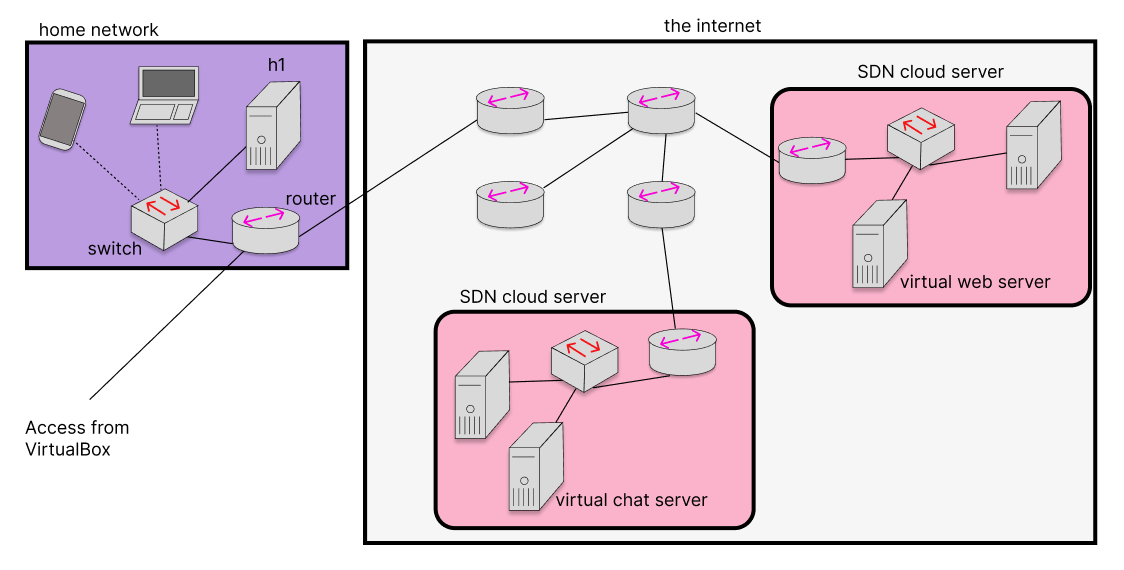 home network
the internet
h1
SDN cloud server
router
switch
virtual web server
SDN cloud server
Access from
VirtualBox
virtual chat server